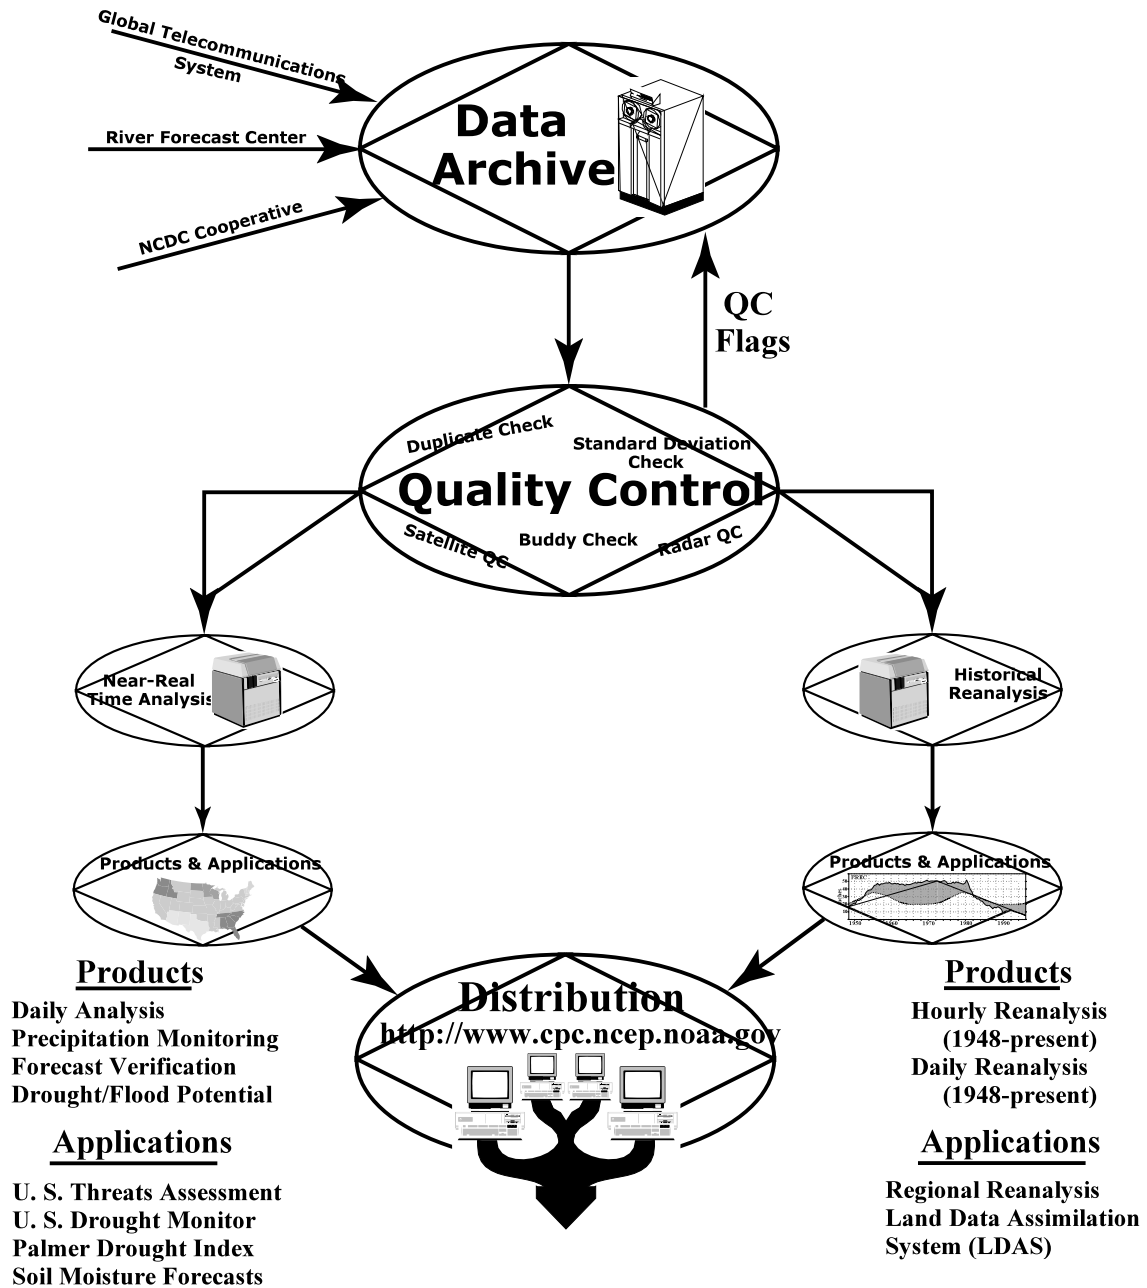 Global Telecommunications
System
River Forecast Center
NCDC Cooperative
Data
Archive
QC
Flags
Duplicate Check
Standard Deviation
Check
Quality Control
Satellite QC
Buddy Check
Radar QC
Near-Real
Time Analysis
Historical
Reanalysis
Products & Applications
Products & Applications
1950
1970
1980
1990
Distribution
http://www.cpc.ncep.noaa.gov
Products
Daily Analysis
Precipitation Monitoring
Forecast Verification
Drought/Flood Potential
Applications
U. S. Threats Assessment
U. S. Drought Monitor
Palmer Drought Index
Soil Moisture Forecasts
Products
Hourly Reanalysis
(1948-present)
Daily Reanalysis
(1948-present)
Applications
Regional Reanalysis
Land Data Assimilation
System (LDAS)